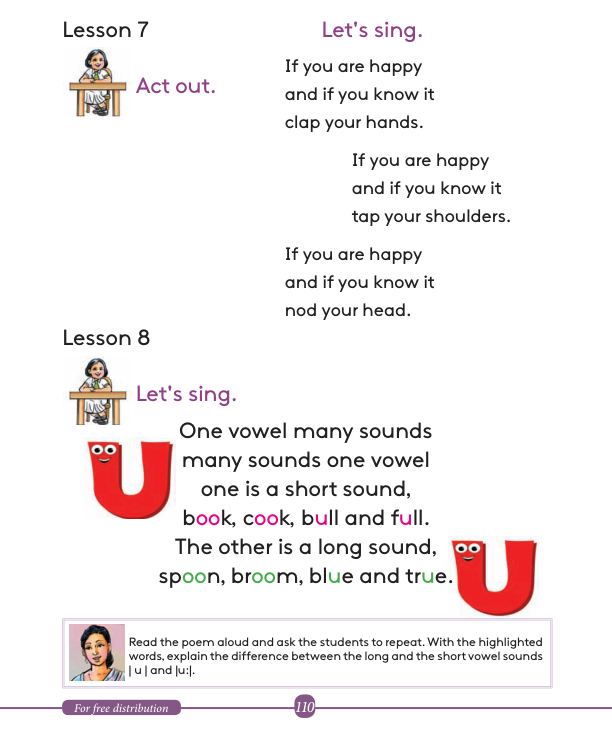 Lesson 7
Act out.
Let's sing.
If you are happy
and if you know it
clap your hands.
If you are happy
and if you know it
tap your shoulders.
If you are happy
and if you know it
nod your head.
Lesson 8
Let's sing.
One vowel many sounds
many sounds one vowel
one is a short sound,
book, cook, bull and full.
The other is a long sound,
spoon, broom, blue and true.
U
U
Read the poem aloud and ask the students to repeat. With the highlighted
words, explain the difference between the long and the short vowel sounds
| u | and |u:|.
For free distribution
110